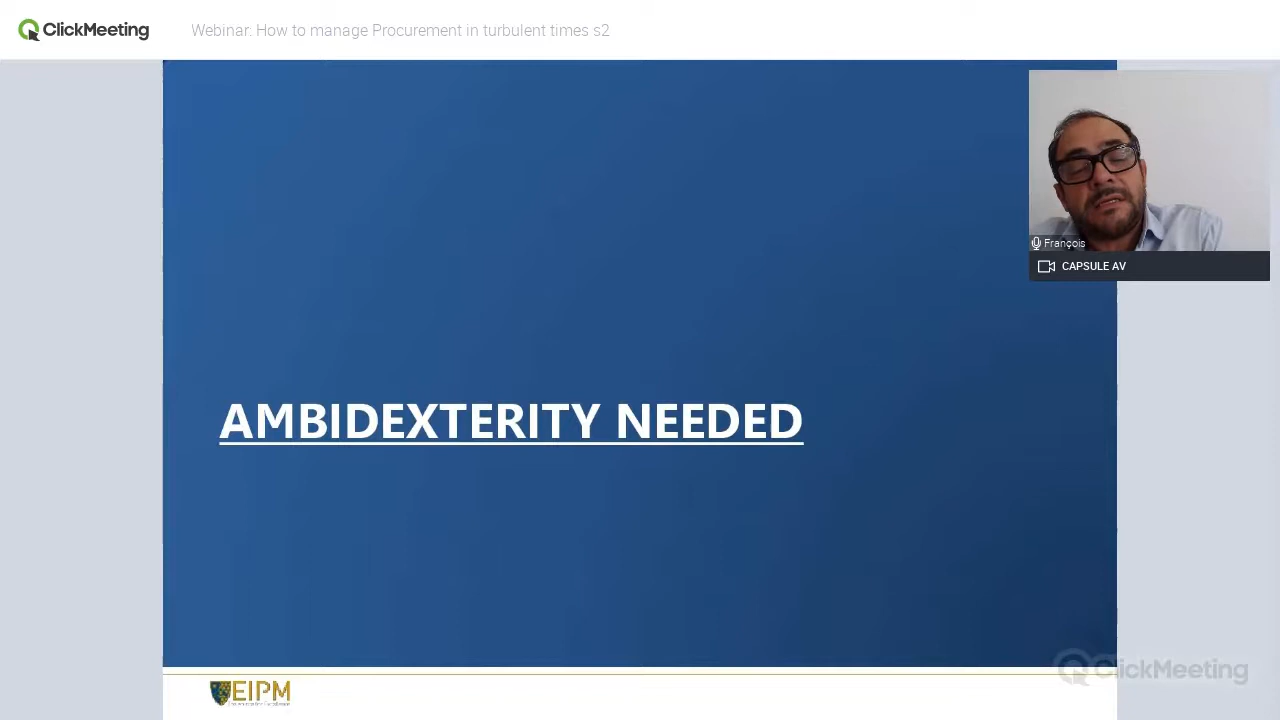 ClickMeeting
Webinar: How to manage Procurement in turbulent times s2
François
CAPSULE AV
AMBIDEXTERITY NEEDED
ClickMeeting
EIPM